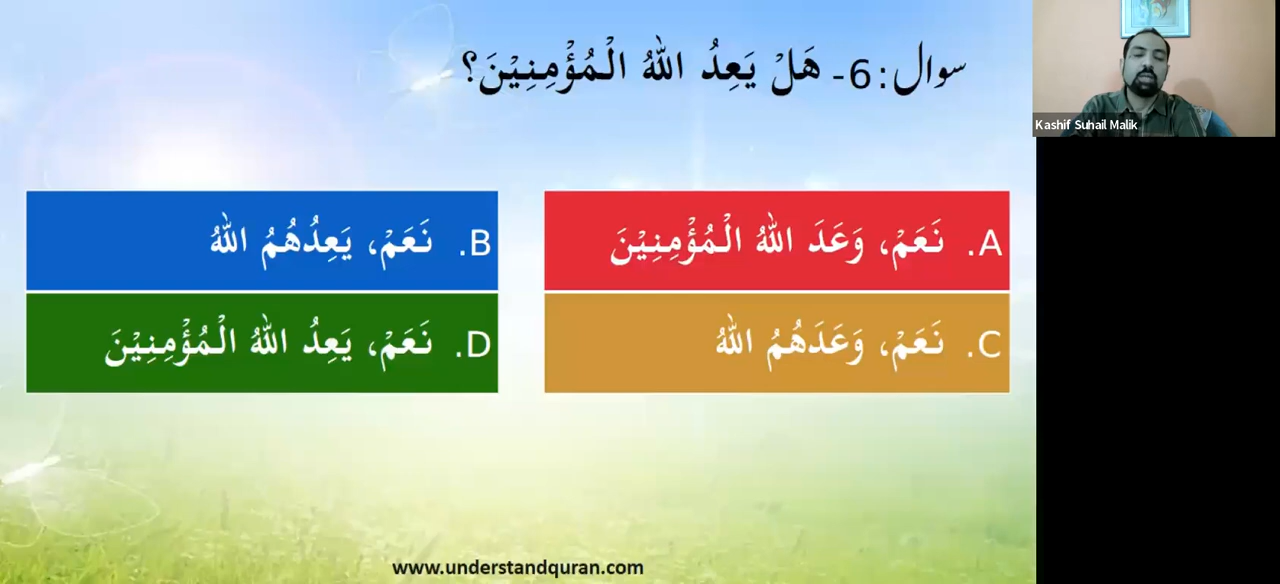 سوال:6- هَلْ يَعِدُ اللهُ الْمُؤْمِنِيْنَ؟
Kashif Suhail Malik
A. نَعَمْ، وَعَدَ اللهُ الْمُؤْمِنِيْنَ
B. نَعَمْ، يَعِدُهُمُ اللهُ
C. نَعَمْ، وَعَدَهُمُ اللهُ
D. نَعَمْ، يَعِدُ اللهُ الْمُؤْمِنِيْنَ
www.understandquran.com